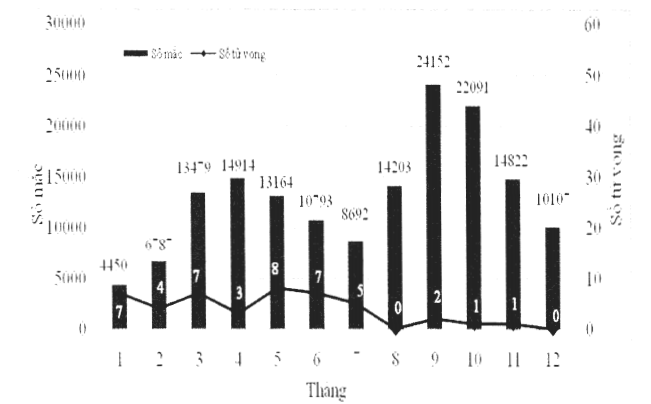 30000 60
Số mắc Số tử vong
24152
25000 50
22091
20000 40
13479 14914 14203 14822
15000 30
13164
10793 10107
10000 8692 20
6787
4450
5000 10
7 4 7 3 8 7 5 0 2 1 1 0
0 0
1 2 3 4 5 6 7 8 9 10 11 12
Tháng
Số mắc
Số tử vong